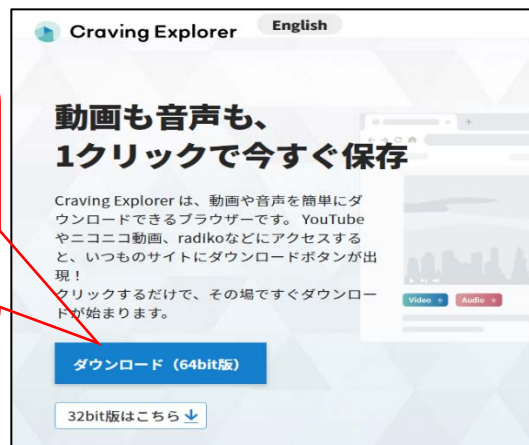 Craving Explorer
English
動画も音声も、
1クリックで今すぐ保存
Craving Explorer は、動画や音声を簡単にダ
ウンロードできるブラウザーです。 YouTube
やニコニコ動画、radikoなどにアクセスする
と、いつものサイトにダウンロードボタンが出
現！
クリックするだけで、その場ですぐダウンロー
ドが始まります。
Video
Audio
ダウンロード（64bit版）
32bit版はこちら